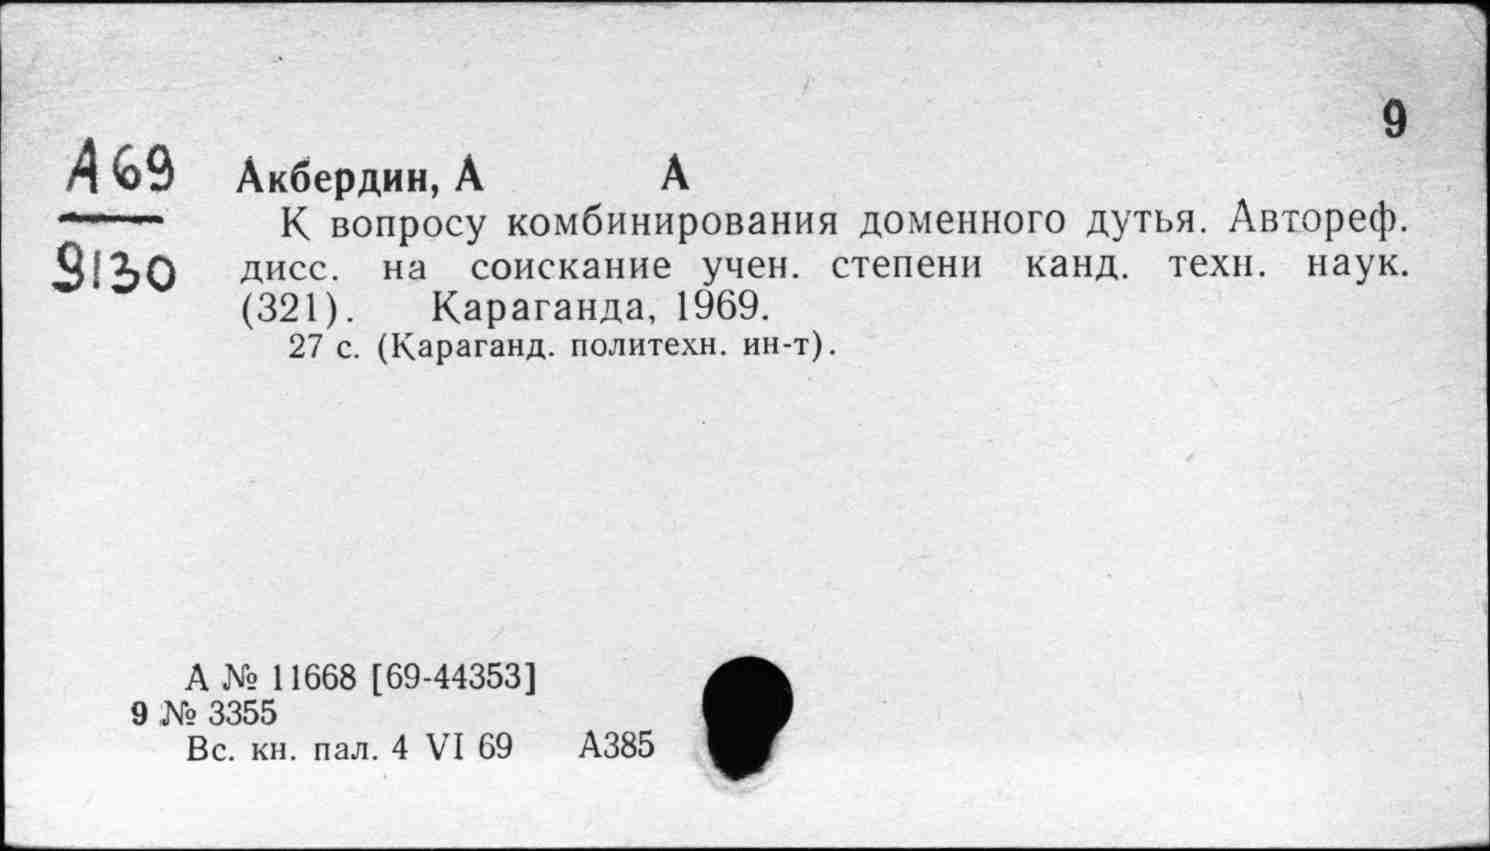 9
А69
9130
Акбердин, А А
К вопросу комбинирования доменного дутья. Автореф.
дисс. на соискание учен. степени канд. техн. наук.
(321). Караганда, 1969.
27 с. (Караганд. политехн. ин-т).
А № 11668 [69-44353]
9 № 3355
Вс. кн. пал. 4 VI 69 А385